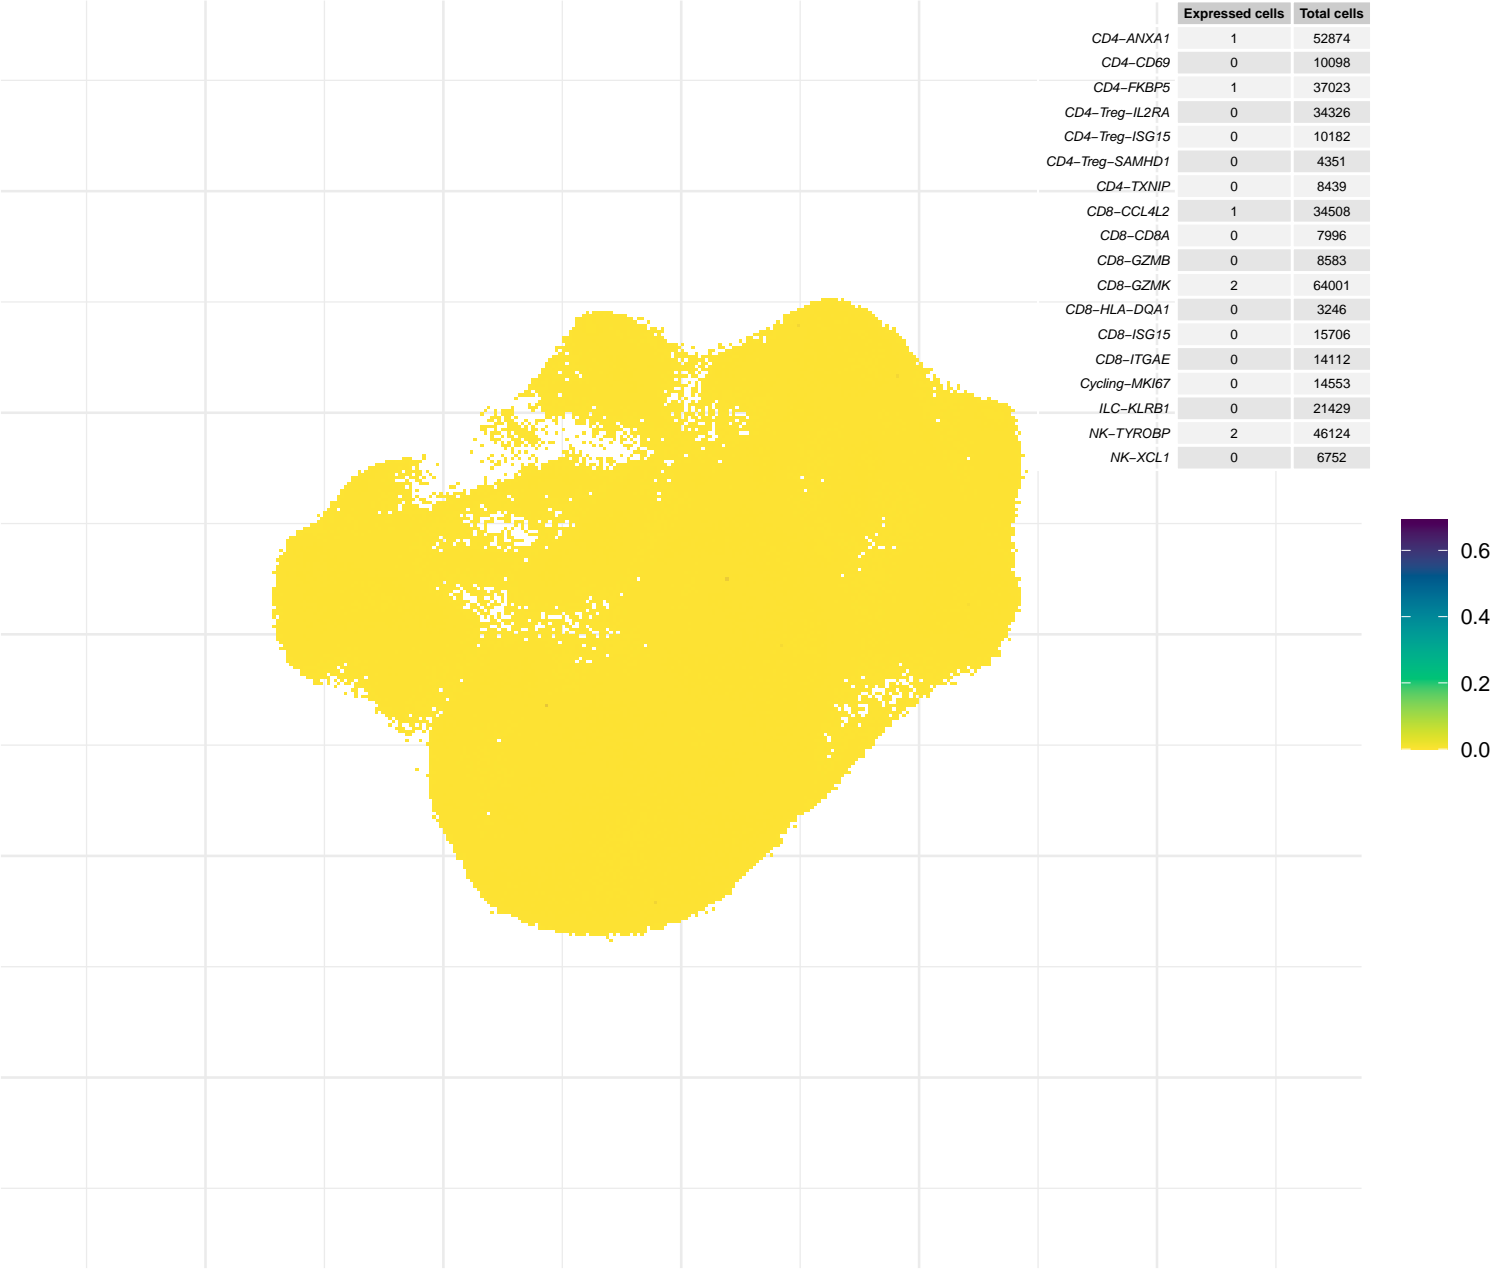 Expressed cells Total cells
CD4−ANXA1 1 52874
CD4−CD69 0 10098
CD4−FKBP5 1 37023
CD4−Treg−IL2RA 0 34326
CD4−Treg−ISG15 0 10182
CD4−Treg−SAMHD1 0 4351
CD4−TXNIP 0 8439
CD8−CCL4L2 1 34508
CD8−CD8A 0 7996
CD8−GZMB 0 8583
CD8−GZMK 2 64001
CD8−HLA−DQA1 0 3246
CD8−ISG15 0 15706
CD8−ITGAE 0 14112
Cycling−MKI67 0 14553
ILC−KLRB1 0 21429
NK−TYROBP 2 46124
NK−XCL1 0 6752
0.6
0.4
0.2
0.0